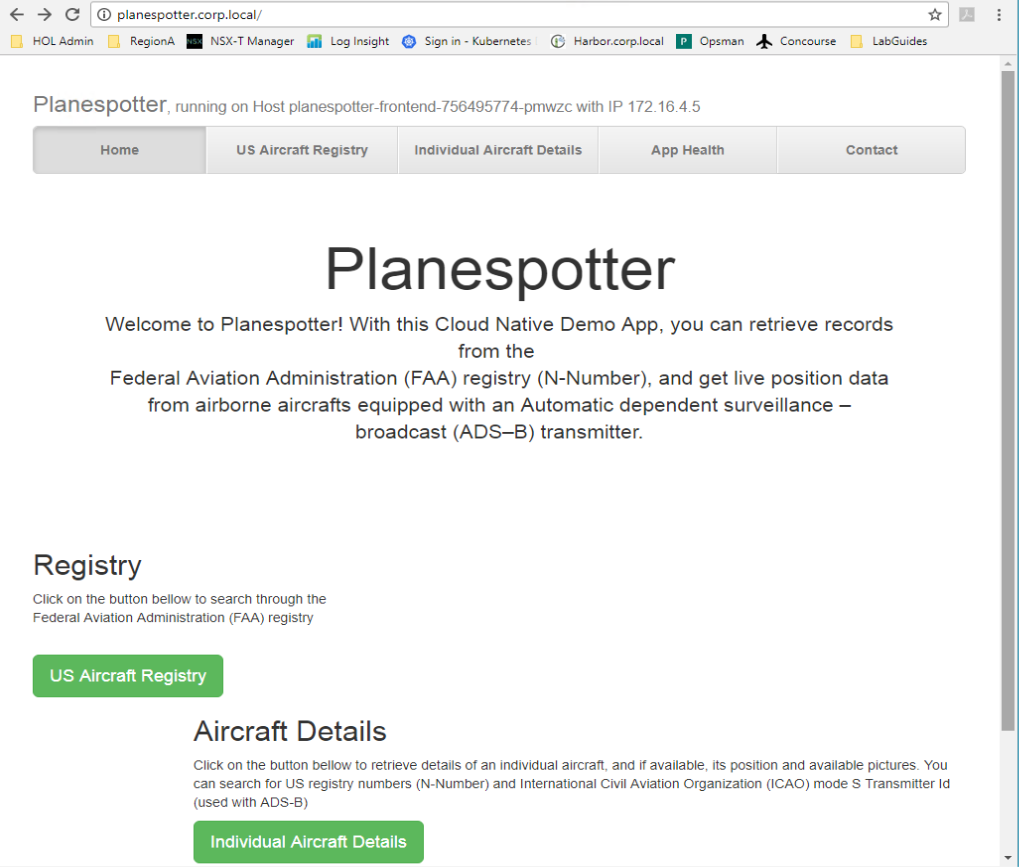 planespotter.corp.local/
HOL Admin RegionA NSX NSX-T Manager Log Insight Sign in - Kubernetes Harbor.corp.local P Opsman Concourse LabGuides
Planespotter, running on Host planespotter-frontend-756495774-pmwzc with IP 172.16.4.5
Home US Aircraft Registry Individual Aircraft Details App Health Contact
Planespotter
Welcome to Planespotter! With this Cloud Native Demo App, you can retrieve records
from the
Federal Aviation Administration (FAA) registry (N-Number), and get live position data
from airborne aircrafts equipped with an Automatic dependent surveillance –
broadcast (ADS–B) transmitter.
Registry
Click on the button bellow to search through the
Federal Aviation Administration (FAA) registry
US Aircraft Registry
Aircraft Details
Click on the button bellow to retrieve details of an individual aircraft, and if available, its position and available pictures. You
can search for US registry numbers (N-Number) and International Civil Aviation Organization (ICAO) mode S Transmitter Id
(used with ADS-B)
Individual Aircraft Details